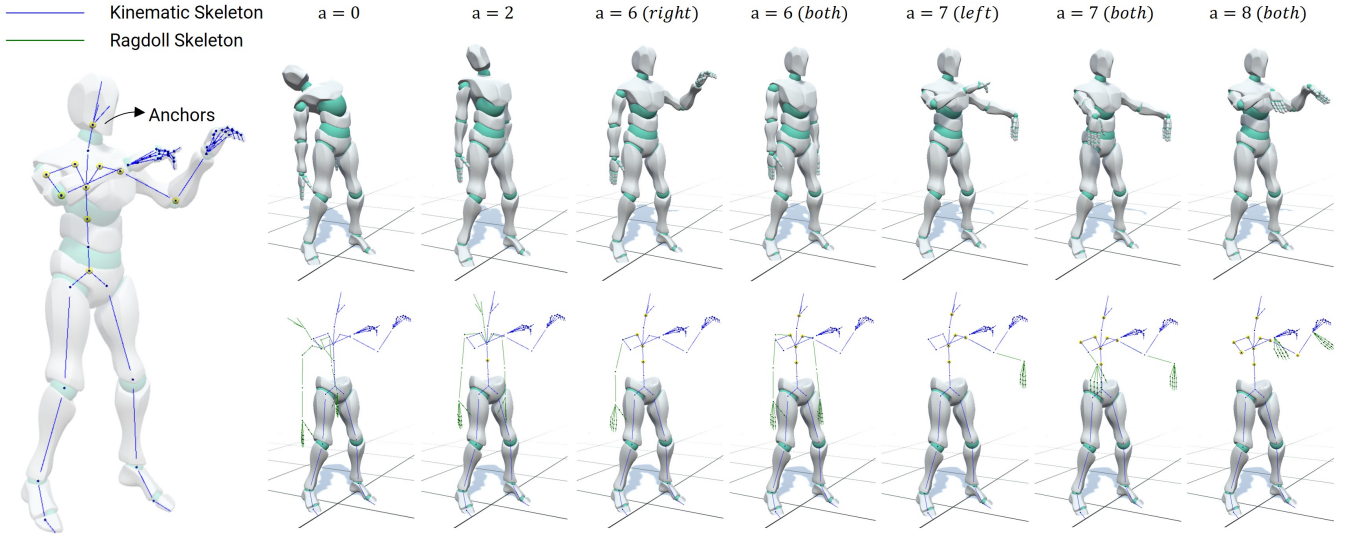 Kinematic Skeleton
Ragdoll Skeleton
Anchors
a = 0
a = 2
a = 6 (right)
a = 6 (both)
a = 7 (left)
a = 7 (both)
a = 8 (both)